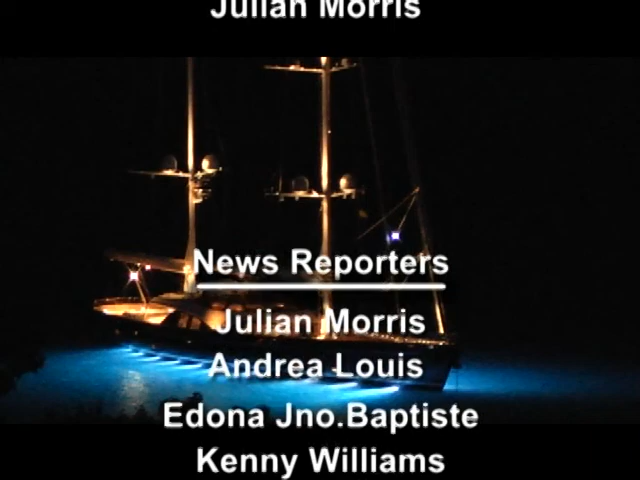 Julian Morris
News Reporters
Julian Morris
Andrea Louis
Edona Jno.Baptiste
Kenny Williams